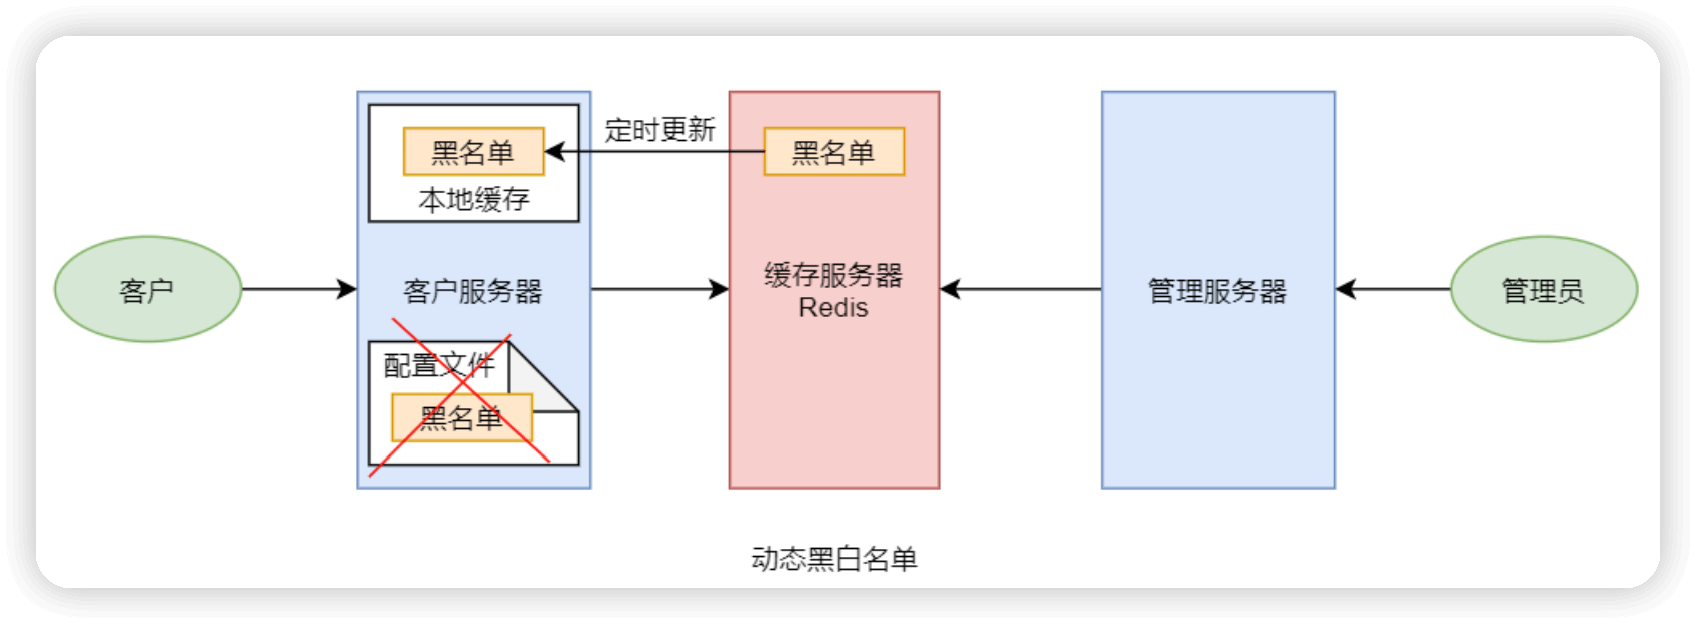 定时更新
黑名单
黑名单
本地缓存
客户
客户服务器
缓存服务器
Redis
管理服务器
管理员
配置文件
黑名单
动态黑白名单